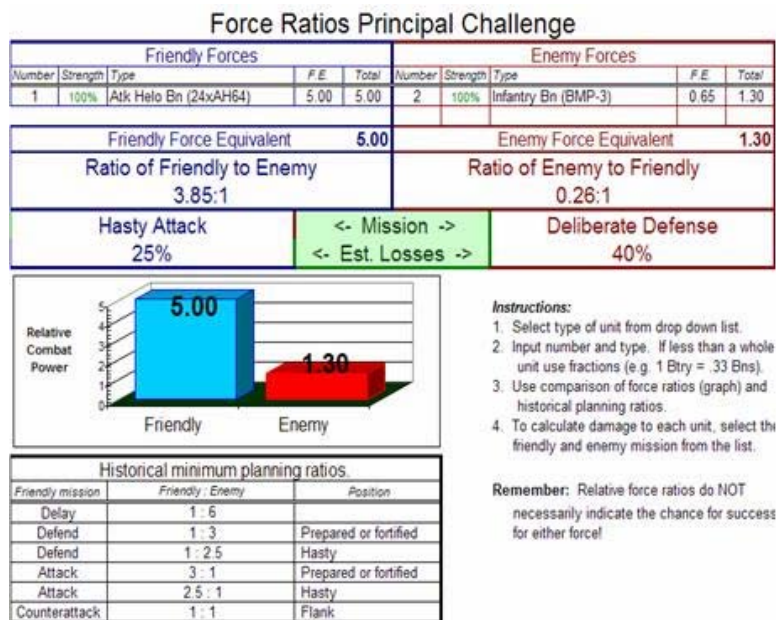 Force Ratios Principal Challenge
Friendly Forces Enemy Forces
Number Strength Type F.E. Total Number Strength Type F.E. Total
1 100% Atk Helo Bn (24xAH64) 5.00 5.00 2 100% Infantry Bn (BMP-3) 0.65 1.30
Friendly Force Equivalent 5.00 Enemy Force Equivalent 1.30
Ratio of Friendly to Enemy Ratio of Enemy to Friendly
3.85:1 0.26:1
Hasty Attack <- Mission -> Deliberate Defense
25% <- Est. Losses -> 40%
Relative
Combat
Power
5
4
3
2
1
0
5.00
1.30
Friendly Enemy
Instructions:
1. Select type of unit from drop down list.
2. Input number and type. If less than a whole
unit use fractions (e.g. 1 Btry = .33 Bns).
3. Use comparison of force ratios (graph) and
historical planning ratios.
4. To calculate damage to each unit, select the
friendly and enemy mission from the list.
Remember: Relative force ratios do NOT
necessarily indicate the chance for success
for either force!
Historical minimum planning ratios.
Friendly mission Friendly : Enemy Position
Delay 1 : 6
Defend 1 : 3 Prepared or fortified
Defend 1 : 2.5 Hasty
Attack 3 : 1 Prepared or fortified
Attack 2.5 : 1 Hasty
Counterattack 1 : 1 Flank